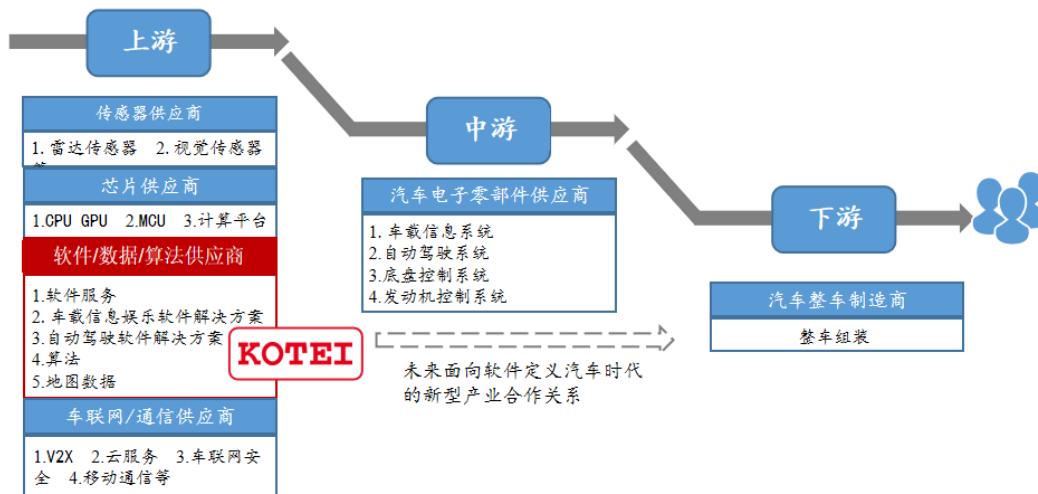 上游
传感器供应商
1. 雷达传感器 2. 视觉传感器
芯片供应商
1.CPU GPU 2.MCU 3.计算平台
软件/数据/算法供应商
1.软件服务
2. 车载信息娱乐软件解决方案
3.自动驾驶软件解决方案
4.算法
5.地图数据
KOTEI
车联网/通信供应商
1.V2X 2.云服务 3.车联网安
全 4.移动通信等
中游
汽车电子零部件供应商
1. 车载信息系统
2.自动驾驶系统
3.底盘控制系统
4.发动机控制系统
未来面向软件定义汽车时代
的新型产业合作关系
下游
汽车整车制造商
整车组装